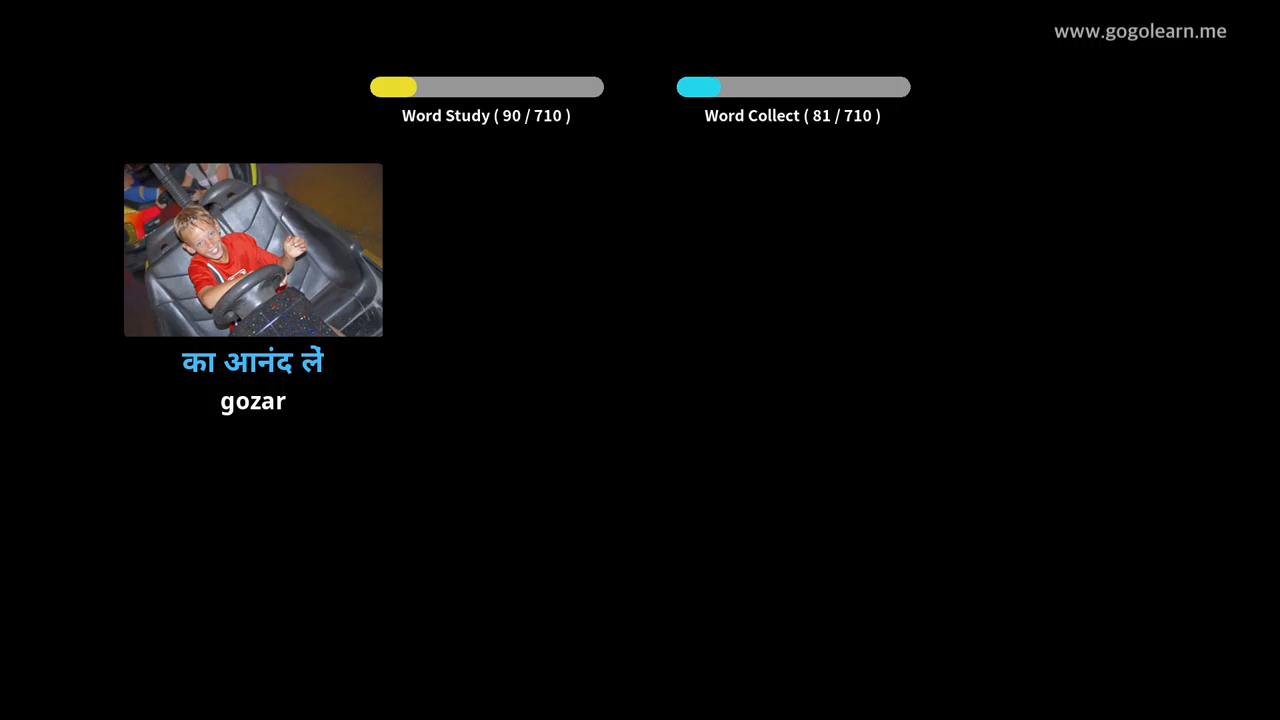 www.gogolearn.me
Word Study ( 90 / 710 )
Word Collect ( 81 / 710 )
का आनंद लें
gozar